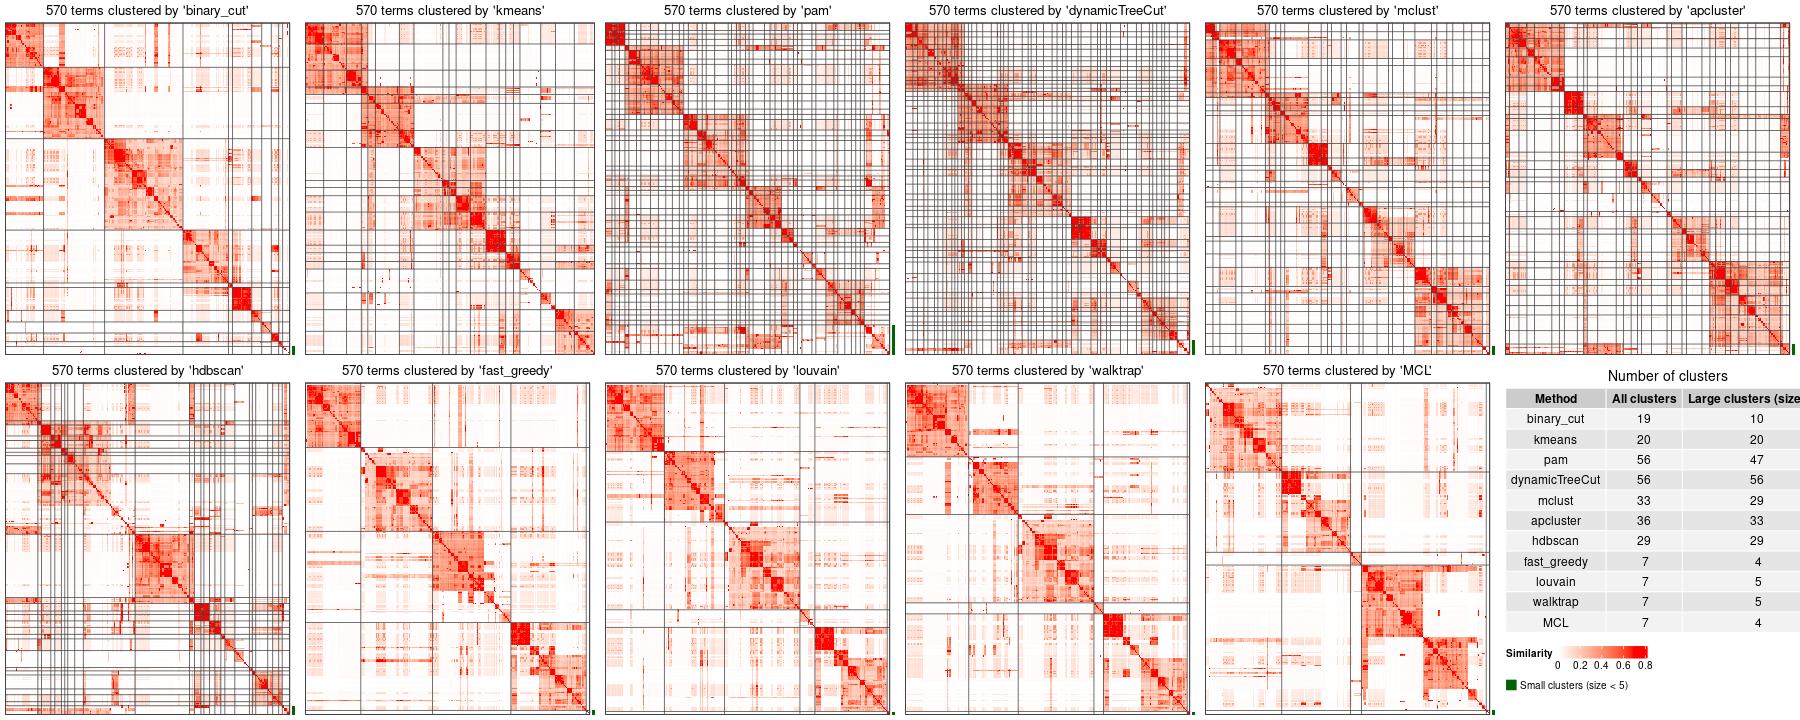 570 terms clustered by 'binary_cut'
570 terms clustered by 'kmeans'
570 terms clustered by 'pam'
570 terms clustered by 'dynamicTreeCut'
570 terms clustered by 'mclust'
570 terms clustered by 'apcluster'
570 terms clustered by 'hdbscan'
570 terms clustered by 'fast_greedy'
570 terms clustered by 'louvain'
570 terms clustered by 'walktrap'
570 terms clustered by 'MCL'
Number of clusters
Method All clusters Large clusters (size
binary_cut 19 10
kmeans 20 20
pam 56 47
dynamicTreeCut 56 56
mclust 33 29
apcluster 36 33
hdbscan 29 29
fast_greedy 7 4
louvain 7 5
walktrap 7 5
MCL 7 4
Similarity
0 0.2 0.4 0.6 0.8
Small clusters (size < 5)